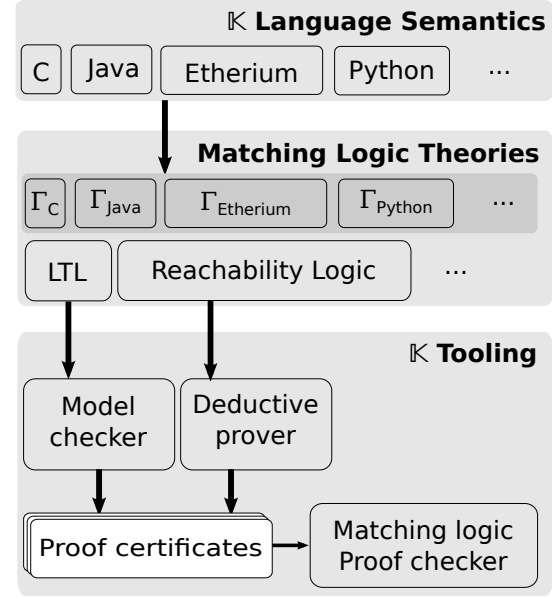 𝕂 Language Semantics
C Java Etherium Python ...
Matching Logic Theories
Γ_C Γ_Java Γ_Etherium Γ_Python ...
LTL Reachability Logic ...
𝕂 Tooling
Model checker
Deductive prover
Proof certificates
Matching logic
Proof checker